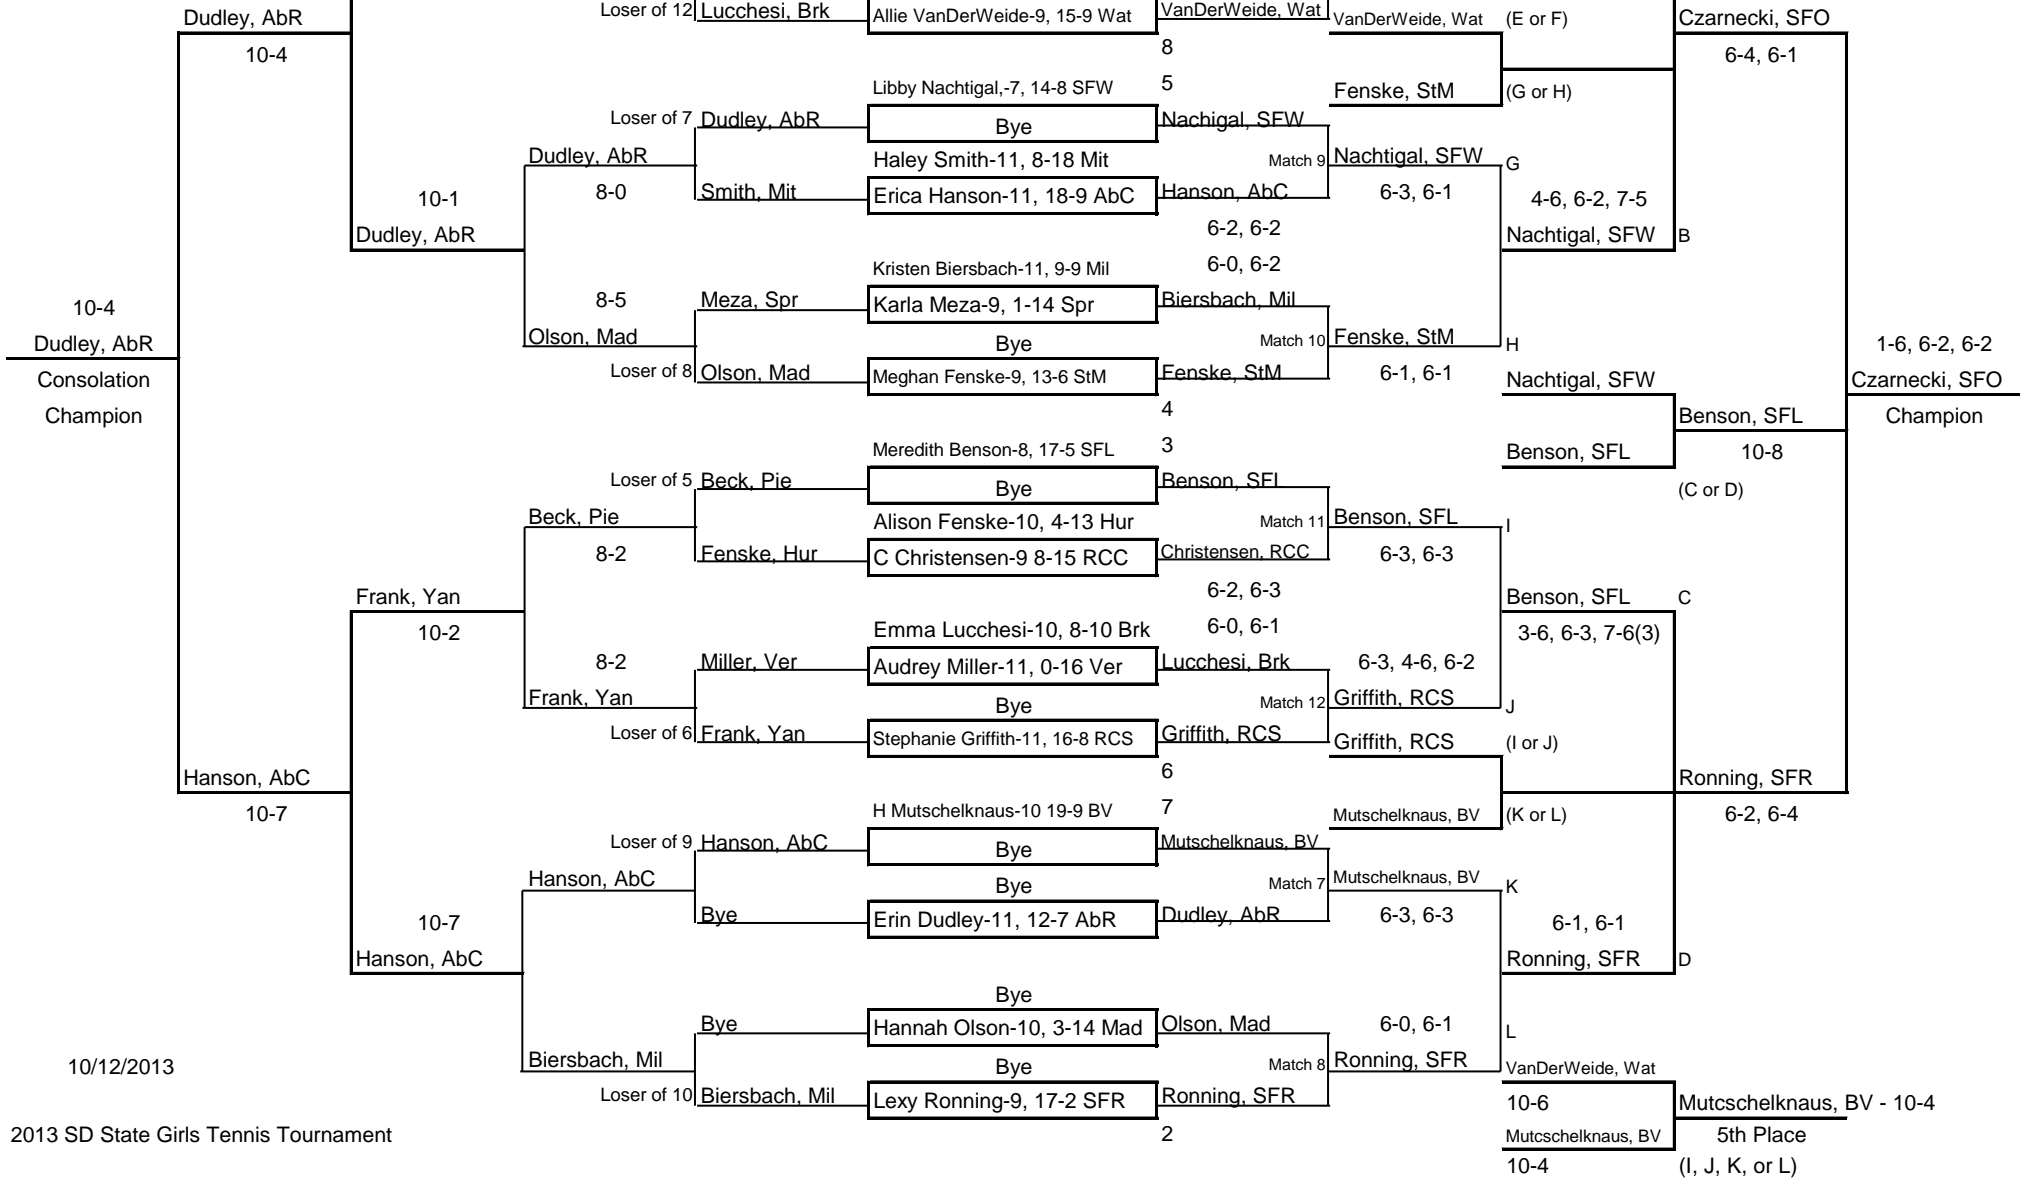 Dudley, AbR
Loser of 12 Lucchesi, Brk Allie VanDerWeide-9, 15-9 Wat VanDerWeide, Wat VanDerWeide, Wat (E or F) Czarnecki, SFO
10-4 8 6-4, 6-1
Libby Nachtigal,-7, 14-8 SFW 5 Fenske, StM (G or H)
Loser of 7 Dudley, AbR Bye Nachigal, SFW
Dudley, AbR Haley Smith-11, 8-18 Mit Match 9 Nachtigal, SFW G
10-1 8-0 Smith, Mit Erica Hanson-11, 18-9 AbC Hanson, AbC 6-3, 6-1 4-6, 6-2, 7-5
Dudley, AbR 6-2, 6-2 Nachtigal, SFW B
Kristen Biersbach-11, 9-9 Mil 6-0, 6-2
10-4 8-5 Meza, Spr Karla Meza-9, 1-14 Spr Biersbach, Mil
Dudley, AbR Olson, Mad Bye Match 10 Fenske, StM H 1-6, 6-2, 6-2
Consolation Loser of 8 Olson, Mad Meghan Fenske-9, 13-6 StM Fenske, StM 6-1, 6-1 Nachtigal, SFW Czarnecki, SFO
Champion 4 Benson, SFL Champion
Meredith Benson-8, 17-5 SFL 3 Benson, SFL 10-8
Loser of 5 Beck, Pie Bye Benson, SFL (C or D)
Beck, Pie Alison Fenske-10, 4-13 Hur Match 11 Benson, SFL I
8-2 Fenske, Hur C Christensen-9 8-15 RCC Christensen, RCC 6-3, 6-3
Frank, Yan 6-2, 6-3 Benson, SFL C
10-2 Emma Lucchesi-10, 8-10 Brk 6-0, 6-1 3-6, 6-3, 7-6(3)
8-2 Miller, Ver Audrey Miller-11, 0-16 Ver Lucchesi, Brk 6-3, 4-6, 6-2
Frank, Yan Bye Match 12 Griffith, RCS J
Loser of 6 Frank, Yan Stephanie Griffith-11, 16-8 RCS Griffith, RCS Griffith, RCS (I or J)
Hanson, AbC 6 Ronning, SFR
10-7 H Mutschelknaus-10 19-9 BV 7 Mutschelknaus, BV (K or L) 6-2, 6-4
Loser of 9 Hanson, AbC Bye Mutschelknaus, BV
Hanson, AbC Bye Match 7 Mutschelknaus, BV K
10-7 Bye Erin Dudley-11, 12-7 AbR Dudley, AbR 6-3, 6-3 6-1, 6-1
Hanson, AbC Ronning, SFR D
Bye
Bye Hannah Olson-10, 3-14 Mad Olson, Mad 6-0, 6-1 L
10/12/2013 Biersbach, Mil Bye Match 8 Ronning, SFR VanDerWeide, Wat
Loser of 10 Biersbach, Mil Lexy Ronning-9, 17-2 SFR Ronning, SFR 10-6 Mutcschelknaus, BV - 10-4
2013 SD State Girls Tennis Tournament 2 Mutcschelknaus, BV 5th Place
10-4 (I, J, K, or L)